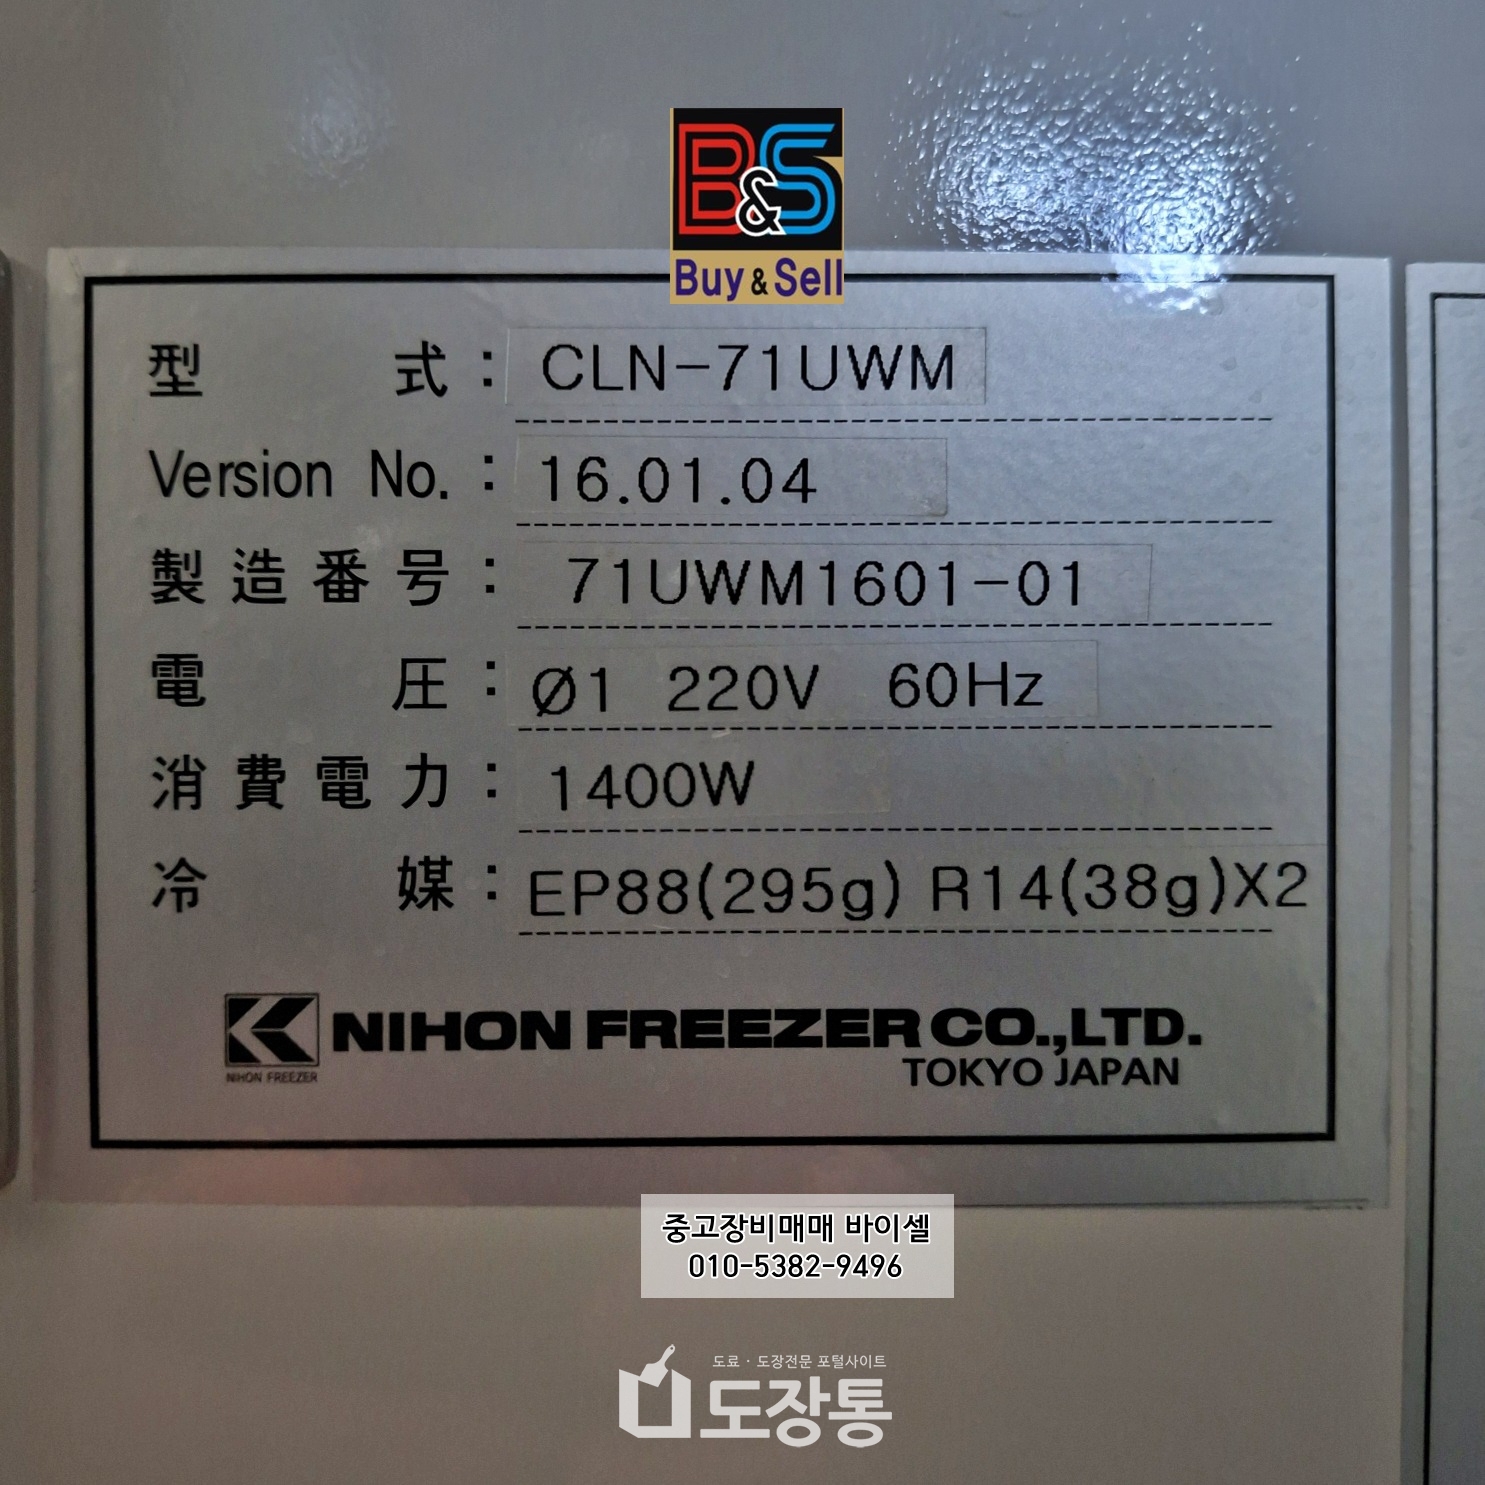 B&S
Buy & Sell
型 式 : CLN-71UWM
Version No. : 16.01.04
製造番号 : 71UWM1601-01
電 圧 : Ø1 220V 60Hz
消費電力 : 1400W
冷 媒 : EP88(295g) R14(38g)X2
NIHON FREEZER CO.,LTD.
NIHON FREEZER
TOKYO JAPAN
중고장비매매 바이셀
010-5382-9496
도료 · 도장전문 포털사이트
도장통